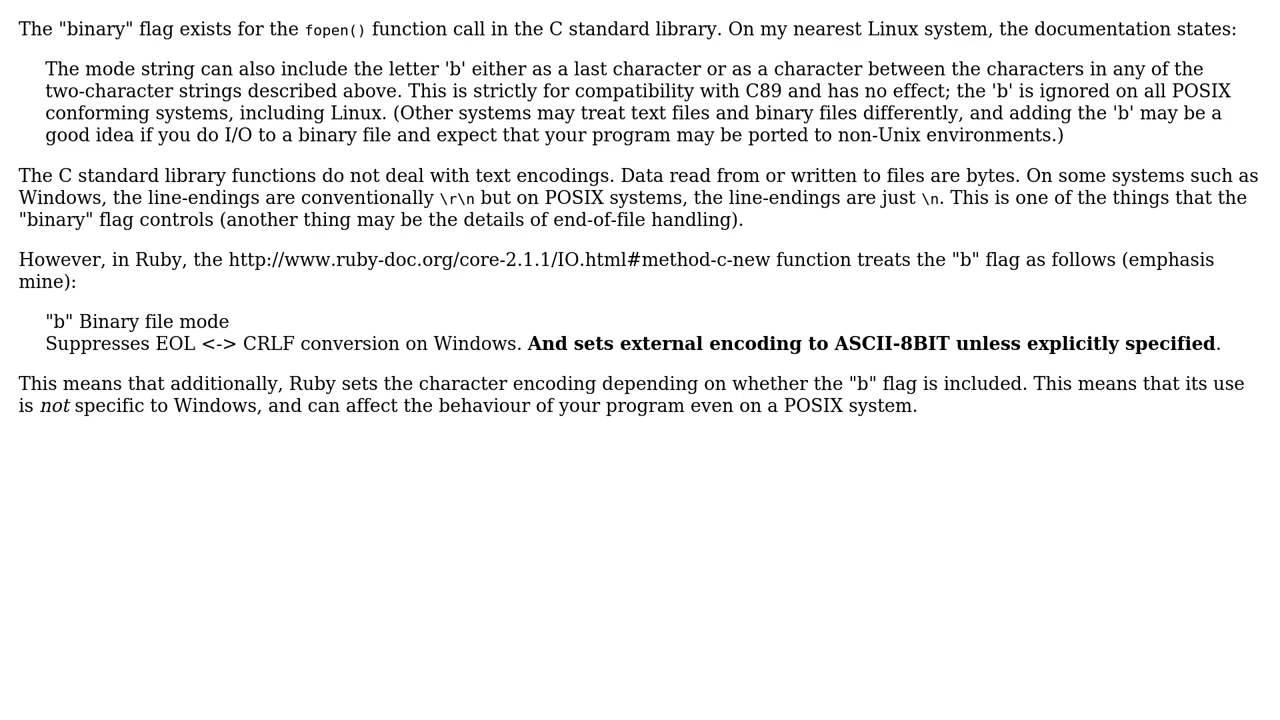 The "binary" flag exists for the fopen() function call in the C standard library. On my nearest Linux system, the documentation states:
The mode string can also include the letter 'b' either as a last character or as a character between the characters in any of the
two-character strings described above. This is strictly for compatibility with C89 and has no effect; the 'b' is ignored on all POSIX
conforming systems, including Linux. (Other systems may treat text files and binary files differently, and adding the 'b' may be a
good idea if you do I/O to a binary file and expect that your program may be ported to non-Unix environments.)
The C standard library functions do not deal with text encodings. Data read from or written to files are bytes. On some systems such as
Windows, the line-endings are conventionally \r\n but on POSIX systems, the line-endings are just \n. This is one of the things that the
"binary" flag controls (another thing may be the details of end-of-file handling).
However, in Ruby, the http://www.ruby-doc.org/core-2.1.1/IO.html#method-c-new function treats the "b" flag as follows (emphasis
mine):
"b" Binary file mode
Suppresses EOL <-> CRLF conversion on Windows. And sets external encoding to ASCII-8BIT unless explicitly specified.
This means that additionally, Ruby sets the character encoding depending on whether the "b" flag is included. This means that its use
is not specific to Windows, and can affect the behaviour of your program even on a POSIX system.